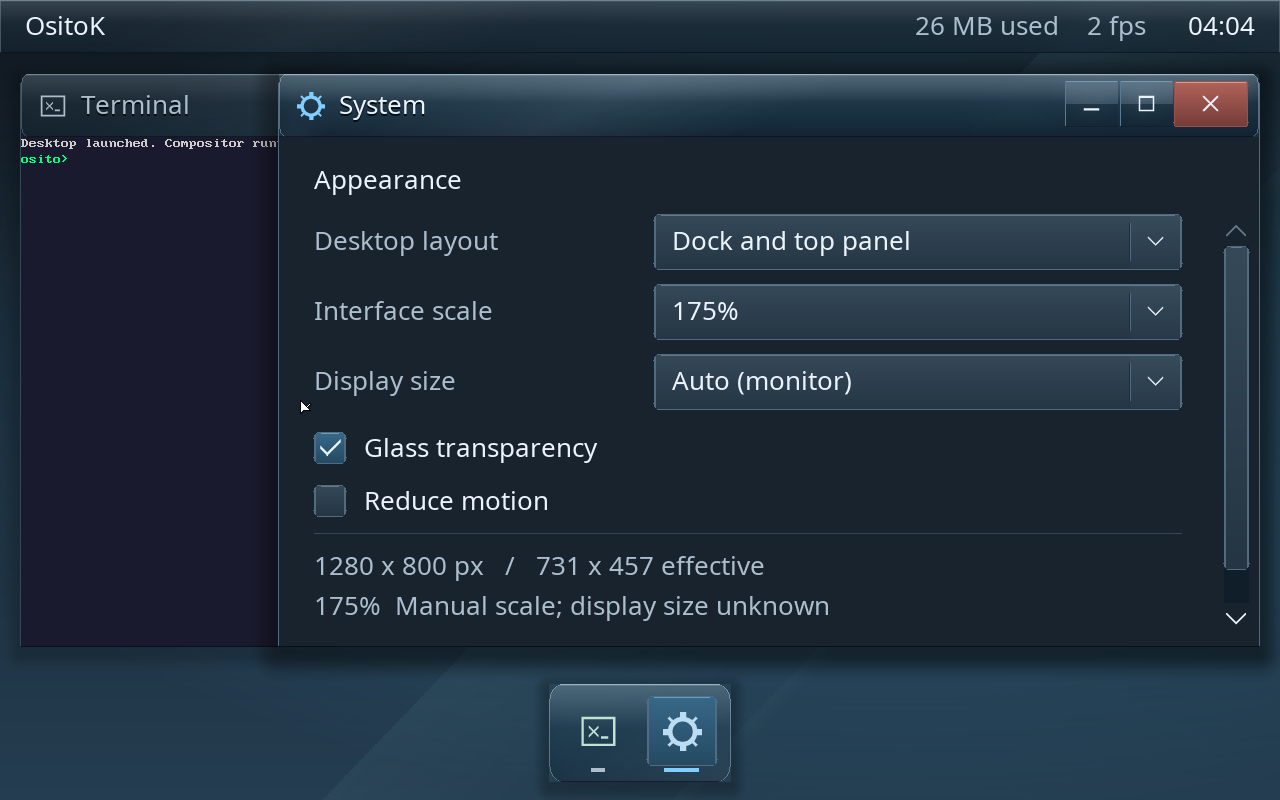 OsitoK
26 MB used 2 fps 04:04
Terminal
Desktop launched. Compositor run
osito>
System
Appearance
Desktop layout
Dock and top panel
Interface scale
175%
Display size
Auto (monitor)
Glass transparency
Reduce motion
1280 x 800 px / 731 x 457 effective
175% Manual scale; display size unknown